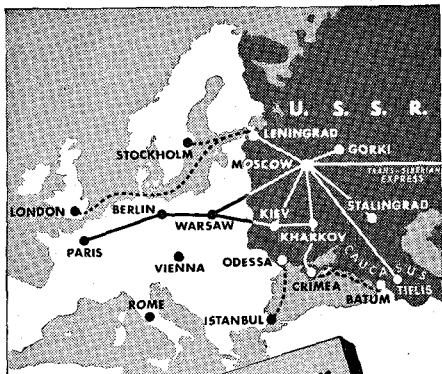 U. S. S. R.
LENINGRAD
STOCKHOLM
GORKI
MOSCOW
TRANS-SIBERIAN
EXPRESS
LONDON
BERLIN
STALINGRAD
WARSAW
KIEV
KHARKOV
PARIS
CAUCASUS
VIENNA
ODESSA
CRIMEA
TIFLIS
BATUM
ROME
ISTANBUL